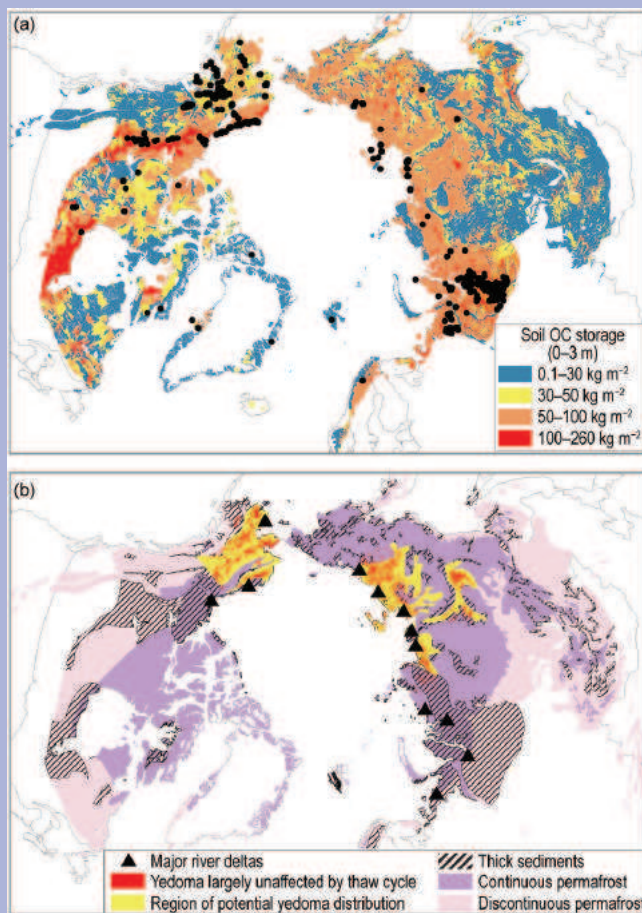 (a)
Soil OC storage
(0–3 m)
0.1–30 kg m⁻²
30–50 kg m⁻²
50–100 kg m⁻²
100–260 kg m⁻²
(b)
Major river deltas
Yedoma largely unaffected by thaw cycle
Region of potential yedoma distribution
Thick sediments
Continuous permafrost
Discontinuous permafrost